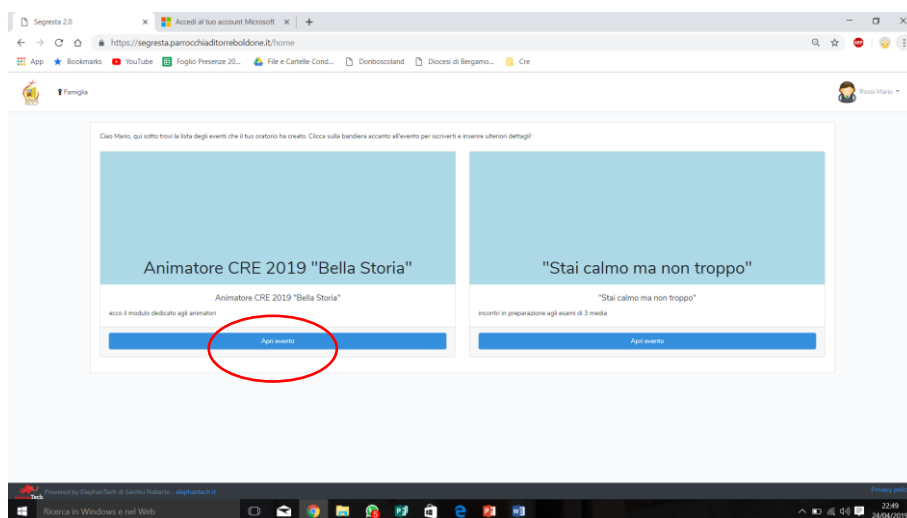 Segresta 2.0
Accedi al tuo account Microsoft
https://segresta.parrocchiaditorreboldone.it/home
App
Bookmarks
YouTube
Foglio Presenze 20...
File e Cartelle Cond...
Donboscoland
Diocesi di Bergamo...
Cre
Famiglia
Rossi Mario
Ciao Mario, qui sotto trovi la lista degli eventi che il tuo oratorio ha creato. Clicca sulla bandiera accanto all'evento per iscriverti e inserire ulteriori dettagli!
Animatore CRE 2019 "Bella Storia"
Animatore CRE 2019 "Bella Storia"
ecco il modulo dedicato agli animatori
Apri evento
"Stai calmo ma non troppo"
"Stai calmo ma non troppo"
incontri in preparazione agli esami di 3 media
Apri evento
Tech
Powered by ElephanTech di Santini Roberto - elephantech.it
Ricerca in Windows e nel Web
22:49